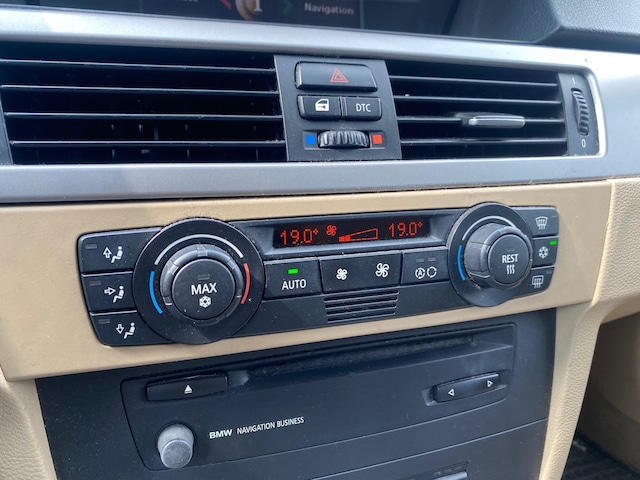 Navigation
DTC
0
19.0° 19.0°
MAX
AUTO
A
REST
BMW NAVIGATION BUSINESS